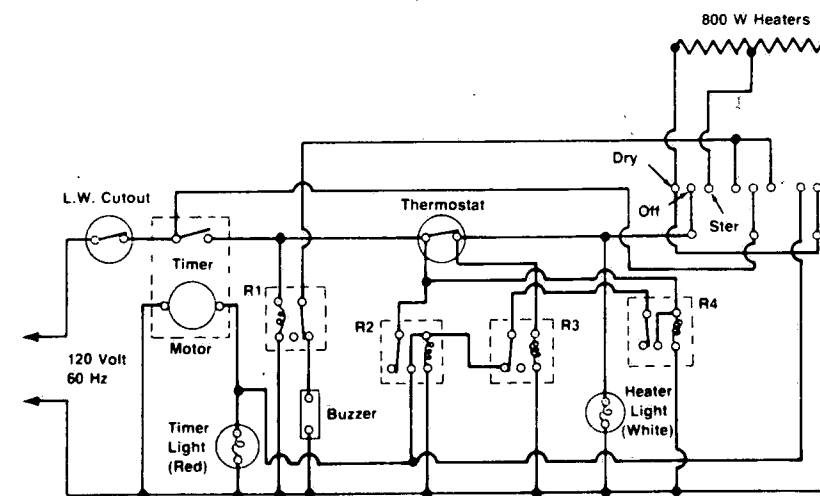 800 W Heaters
Dry
L.W. Cutout
Thermostat
Off
Ster
Timer
R1
R4
R2
R3
Motor
120 Volt
60 Hz
Buzzer
Heater
Light
(White)
Timer
Light
(Red)